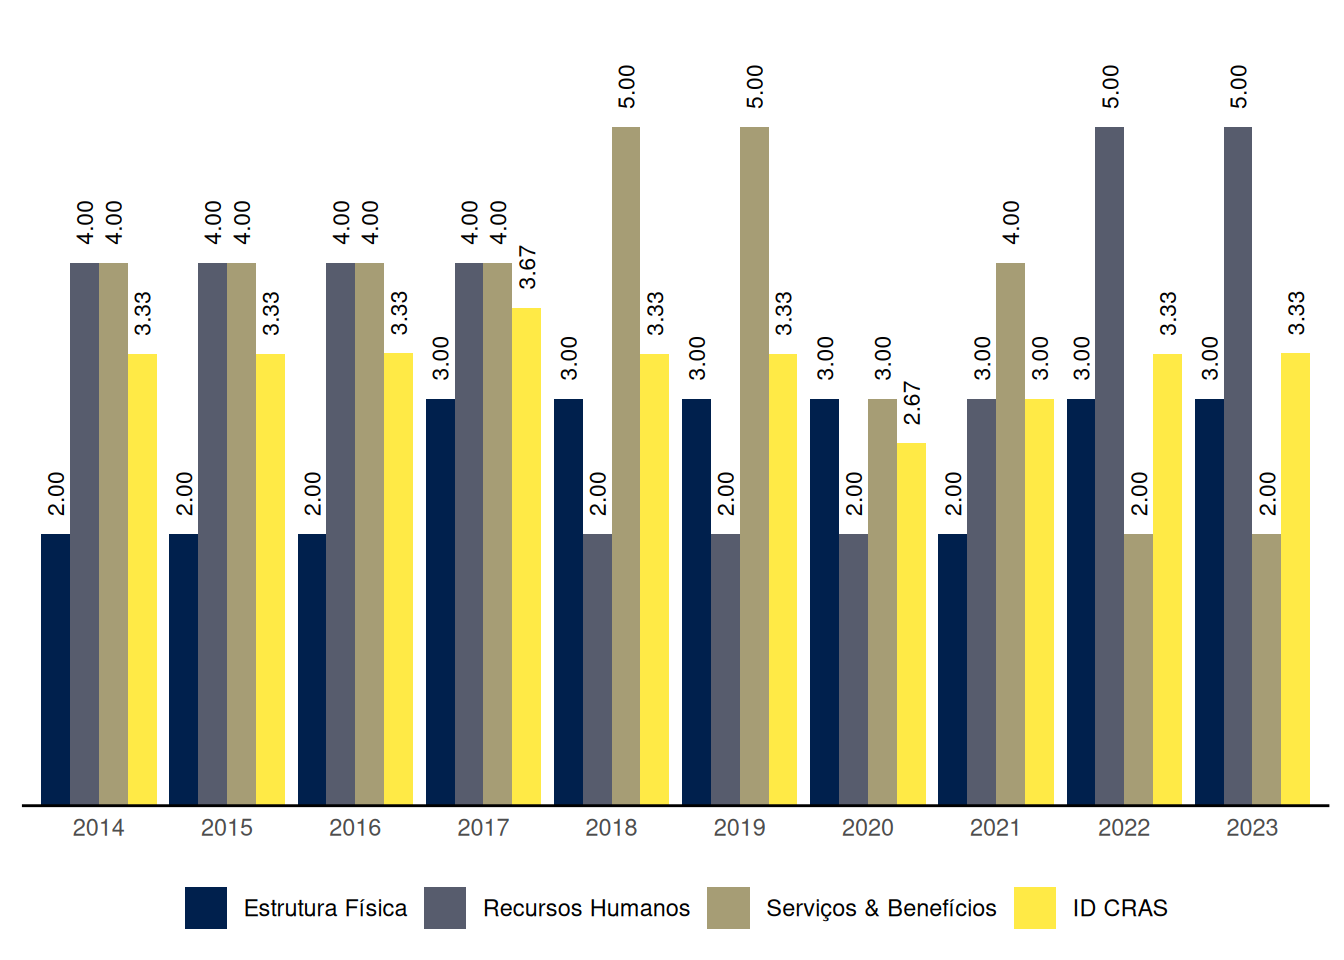 5.00 5.00 5.00 5.00
4.00 4.00 4.00 4.00 4.00 4.00 4.00 4.00 4.00
3.67
3.33 3.33 3.33 3.33 3.33 3.33 3.33
3.00 3.00 3.00 3.00 3.00 3.00 3.00 3.00 3.00
2.67
2.00 2.00 2.00 2.00 2.00 2.00 2.00 2.00 2.00
2014 2015 2016 2017 2018 2019 2020 2021 2022 2023
Estrutura Física Recursos Humanos Serviços & Benefícios ID CRAS